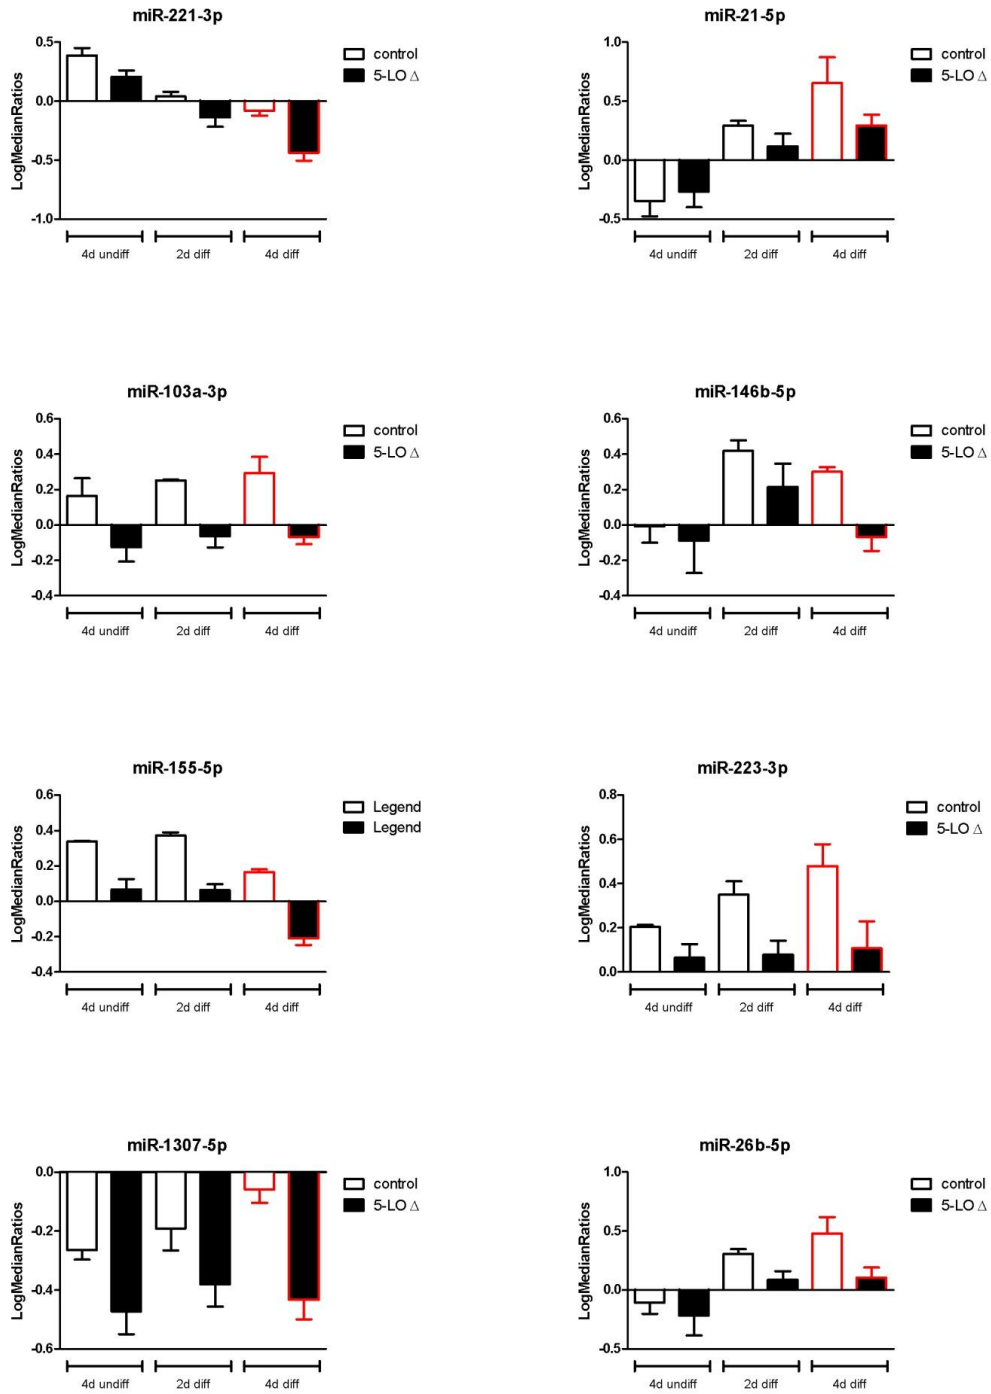 miR-221-3p
LogMedianRatios
0.5
0.0
-0.5
-1.0
control
5-LO Δ
4d undiff
2d diff
4d diff
miR-21-5p
LogMedianRatios
1.0
0.5
0.0
-0.5
control
5-LO Δ
4d undiff
2d diff
4d diff
miR-103a-3p
LogMedianRatios
0.6
0.4
0.2
0.0
-0.2
-0.4
control
5-LO Δ
4d undiff
2d diff
4d diff
miR-146b-5p
LogMedianRatios
0.6
0.4
0.2
0.0
-0.2
-0.4
control
5-LO Δ
4d undiff
2d diff
4d diff
miR-155-5p
LogMedianRatios
0.6
0.4
0.2
0.0
-0.2
-0.4
Legend
Legend
4d undiff
2d diff
4d diff
miR-223-3p
LogMedianRatios
0.8
0.6
0.4
0.2
0.0
control
5-LO Δ
4d undiff
2d diff
4d diff
miR-1307-5p
LogMedianRatios
0.0
-0.2
-0.4
-0.6
control
5-LO Δ
4d undiff
2d diff
4d diff
miR-26b-5p
LogMedianRatios
1.0
0.5
0.0
-0.5
control
5-LO Δ
4d undiff
2d diff
4d diff